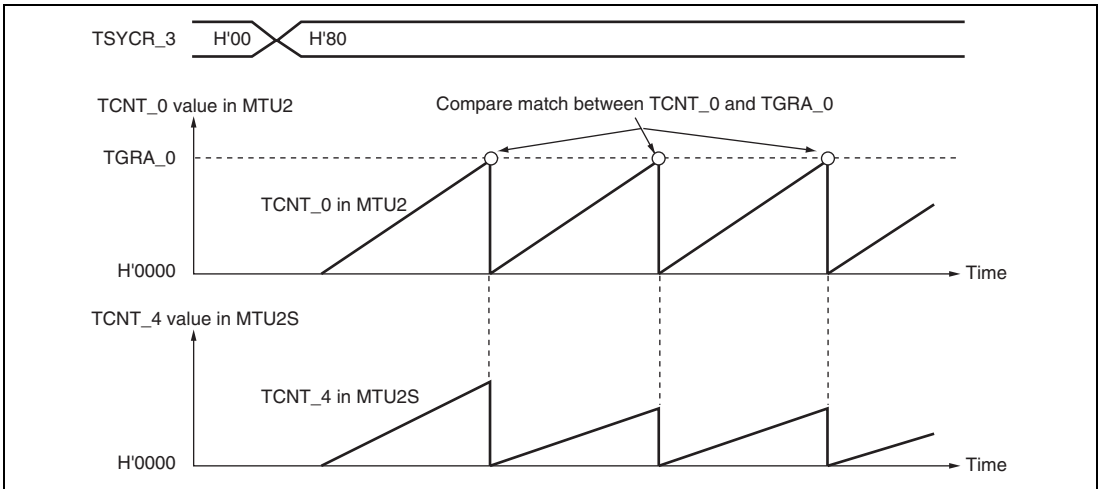 TSYCR_3 H'00 H'80
TCNT_0 value in MTU2
Compare match between TCNT_0 and TGRA_0
TGRA_0
TCNT_0 in MTU2
H'0000
Time
TCNT_4 value in MTU2S
TCNT_4 in MTU2S
H'0000
Time